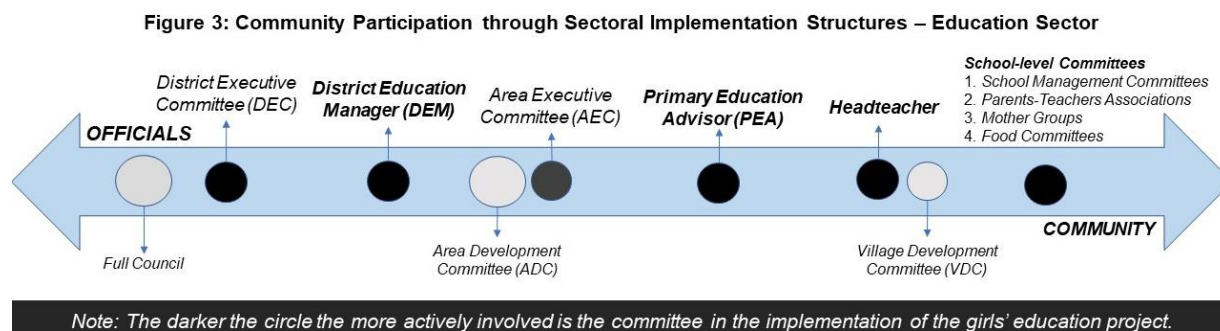 Figure 3: Community Participation through Sectoral Implementation Structures – Education Sector
District Executive
Committee (DEC)
District Education
Manager (DEM)
Area Executive
Committee (AEC)
Primary Education
Advisor (PEA)
Headteacher
School-level Committees
1. School Management Committees
2. Parents-Teachers Associations
3. Mother Groups
4. Food Committees
OFFICIALS
COMMUNITY
Full Council
Area Development
Committee (ADC)
Village Development
Committee (VDC)
Note: The darker the circle the more actively involved is the committee in the implementation of the girls' education project.